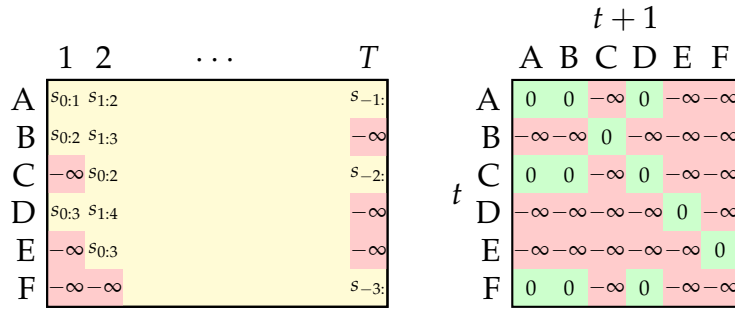 t + 1
1 2 ⋯ T
A B C D E F
A s0:1 s1:2 s−1:
A 0 0 −∞ 0 −∞ −∞
B s0:2 s1:3 −∞
B −∞ −∞ 0 −∞ −∞ −∞
C −∞ s0:2 s−2:
C 0 0 −∞ 0 −∞ −∞
t
D s0:3 s1:4 −∞
D −∞ −∞ −∞ −∞ 0 −∞
E −∞ s0:3 −∞
E −∞ −∞ −∞ −∞ −∞ 0
F −∞ −∞ s−3:
F 0 0 −∞ 0 −∞ −∞